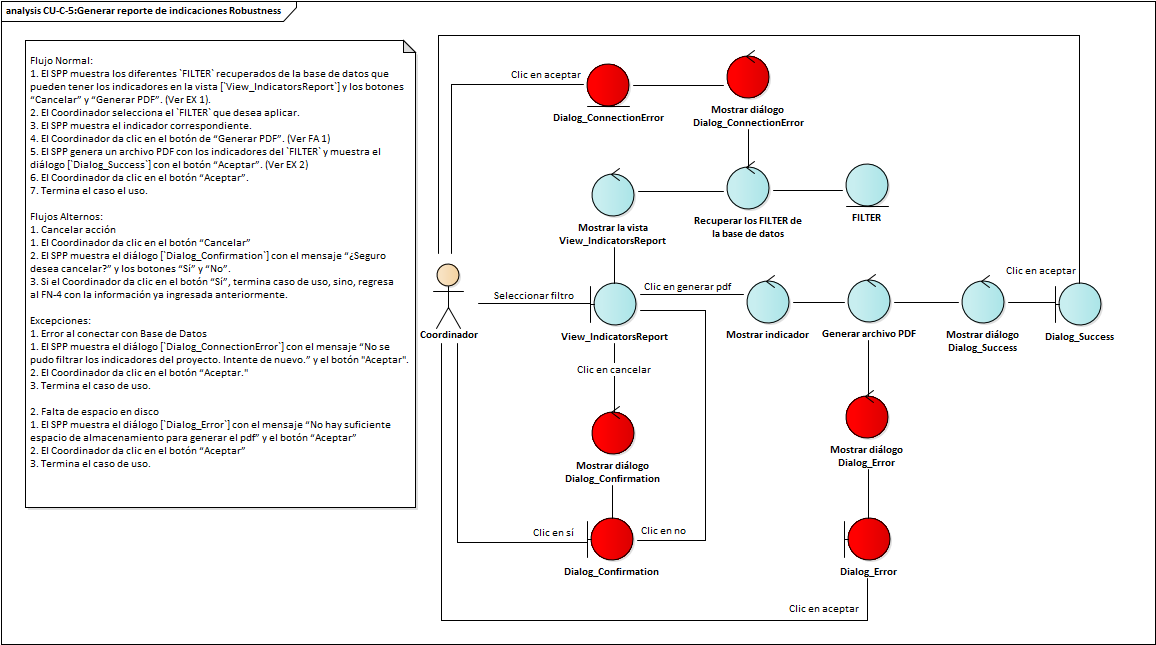 analysis CU-C-5:Generar reporte de indicaciones Robustness
Flujo Normal:
1. El SPP muestra los diferentes `FILTER` recuperados de la base de datos que
pueden tener los indicadores en la vista [`View_IndicatorsReport`] y los botones
“Cancelar” y “Generar PDF”. (Ver EX 1).
2. El Coordinador selecciona el `FILTER` que desea aplicar.
3. El SPP muestra el indicador correspondiente.
4. El Coordinador da clic en el botón de “Generar PDF”. (Ver FA 1)
5. El SPP genera un archivo PDF con los indicadores del `FILTER` y muestra el
diálogo [`Dialog_Success`] con el botón “Aceptar”. (Ver EX 2)
6. El Coordinador da clic en el botón “Aceptar”.
7. Termina el caso el uso.
Flujos Alternos:
1. Cancelar acción
1. El Coordinador da clic en el botón “Cancelar”
2. El SPP muestra el diálogo [`Dialog_Confirmation`] con el mensaje “¿Seguro
desea cancelar?” y los botones “Sí” y “No”.
3. Si el Coordinador da clic en el botón “Sí”, termina caso de uso, sino, regresa
al FN-4 con la información ya ingresada anteriormente.
Excepciones:
1. Error al conectar con Base de Datos
1. El SPP muestra el diálogo [`Dialog_ConnectionError`] con el mensaje “No se
pudo filtrar los indicadores del proyecto. Intente de nuevo.” y el botón "Aceptar".
2. El Coordinador da clic en el botón “Aceptar."
3. Termina el caso de uso.
2. Falta de espacio en disco
1. El SPP muestra el diálogo [`Dialog_Error`] con el mensaje “No hay suficiente
espacio de almacenamiento para generar el pdf” y el botón “Aceptar”
2. El Coordinador da clic en el botón “Aceptar”
3. Termina el caso de uso.
Clic en aceptar
Dialog_ConnectionError
Mostrar diálogo
Dialog_ConnectionError
Mostrar la vista
View_IndicatorsReport
Recuperar los FILTER de
la base de datos
FILTER
Coordinador
Seleccionar filtro
View_IndicatorsReport
Clic en generar pdf
Mostrar indicador
Generar archivo PDF
Mostrar diálogo
Dialog_Success
Clic en aceptar
Dialog_Success
Clic en cancelar
Mostrar diálogo
Dialog_Confirmation
Mostrar diálogo
Dialog_Error
Clic en sí
Clic en no
Dialog_Confirmation
Dialog_Error
Clic en aceptar